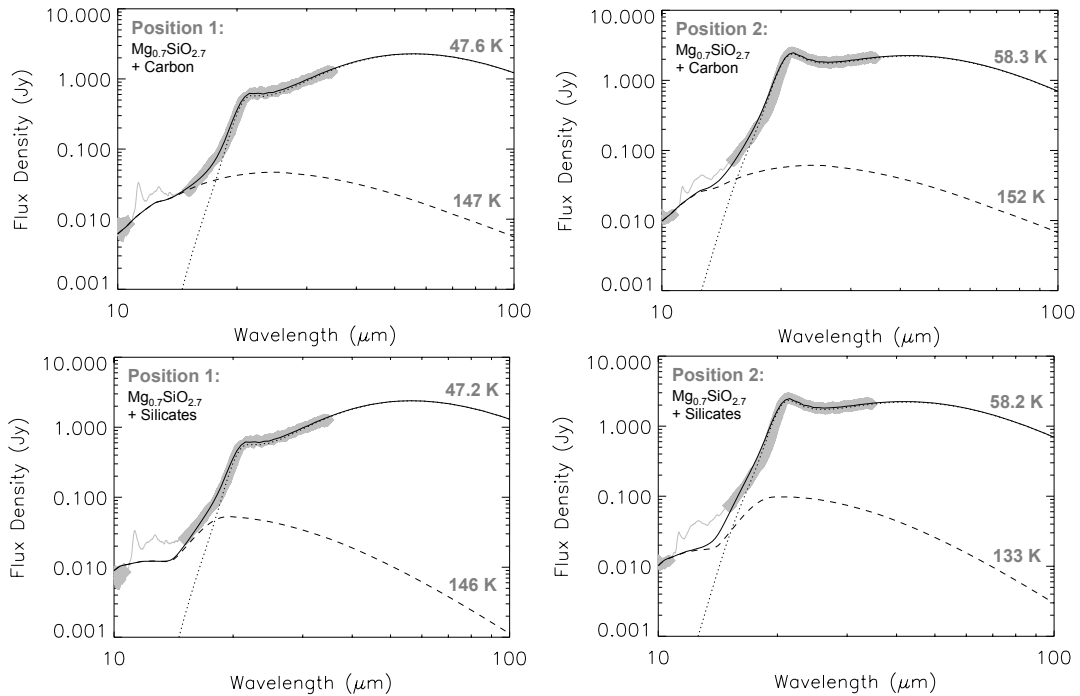 Position 1:
Mg0.7SiO2.7
+ Carbon
47.6 K
147 K
10.000
1.000
0.100
0.010
0.001
Flux Density (Jy)
10
100
Wavelength (μm)
Position 2:
Mg0.7SiO2.7
+ Carbon
58.3 K
152 K
10.000
1.000
0.100
0.010
0.001
Flux Density (Jy)
10
100
Wavelength (μm)
Position 1:
Mg0.7SiO2.7
+ Silicates
47.2 K
146 K
10.000
1.000
0.100
0.010
0.001
Flux Density (Jy)
10
100
Wavelength (μm)
Position 2:
Mg0.7SiO2.7
+ Silicates
58.2 K
133 K
10.000
1.000
0.100
0.010
0.001
Flux Density (Jy)
10
100
Wavelength (μm)